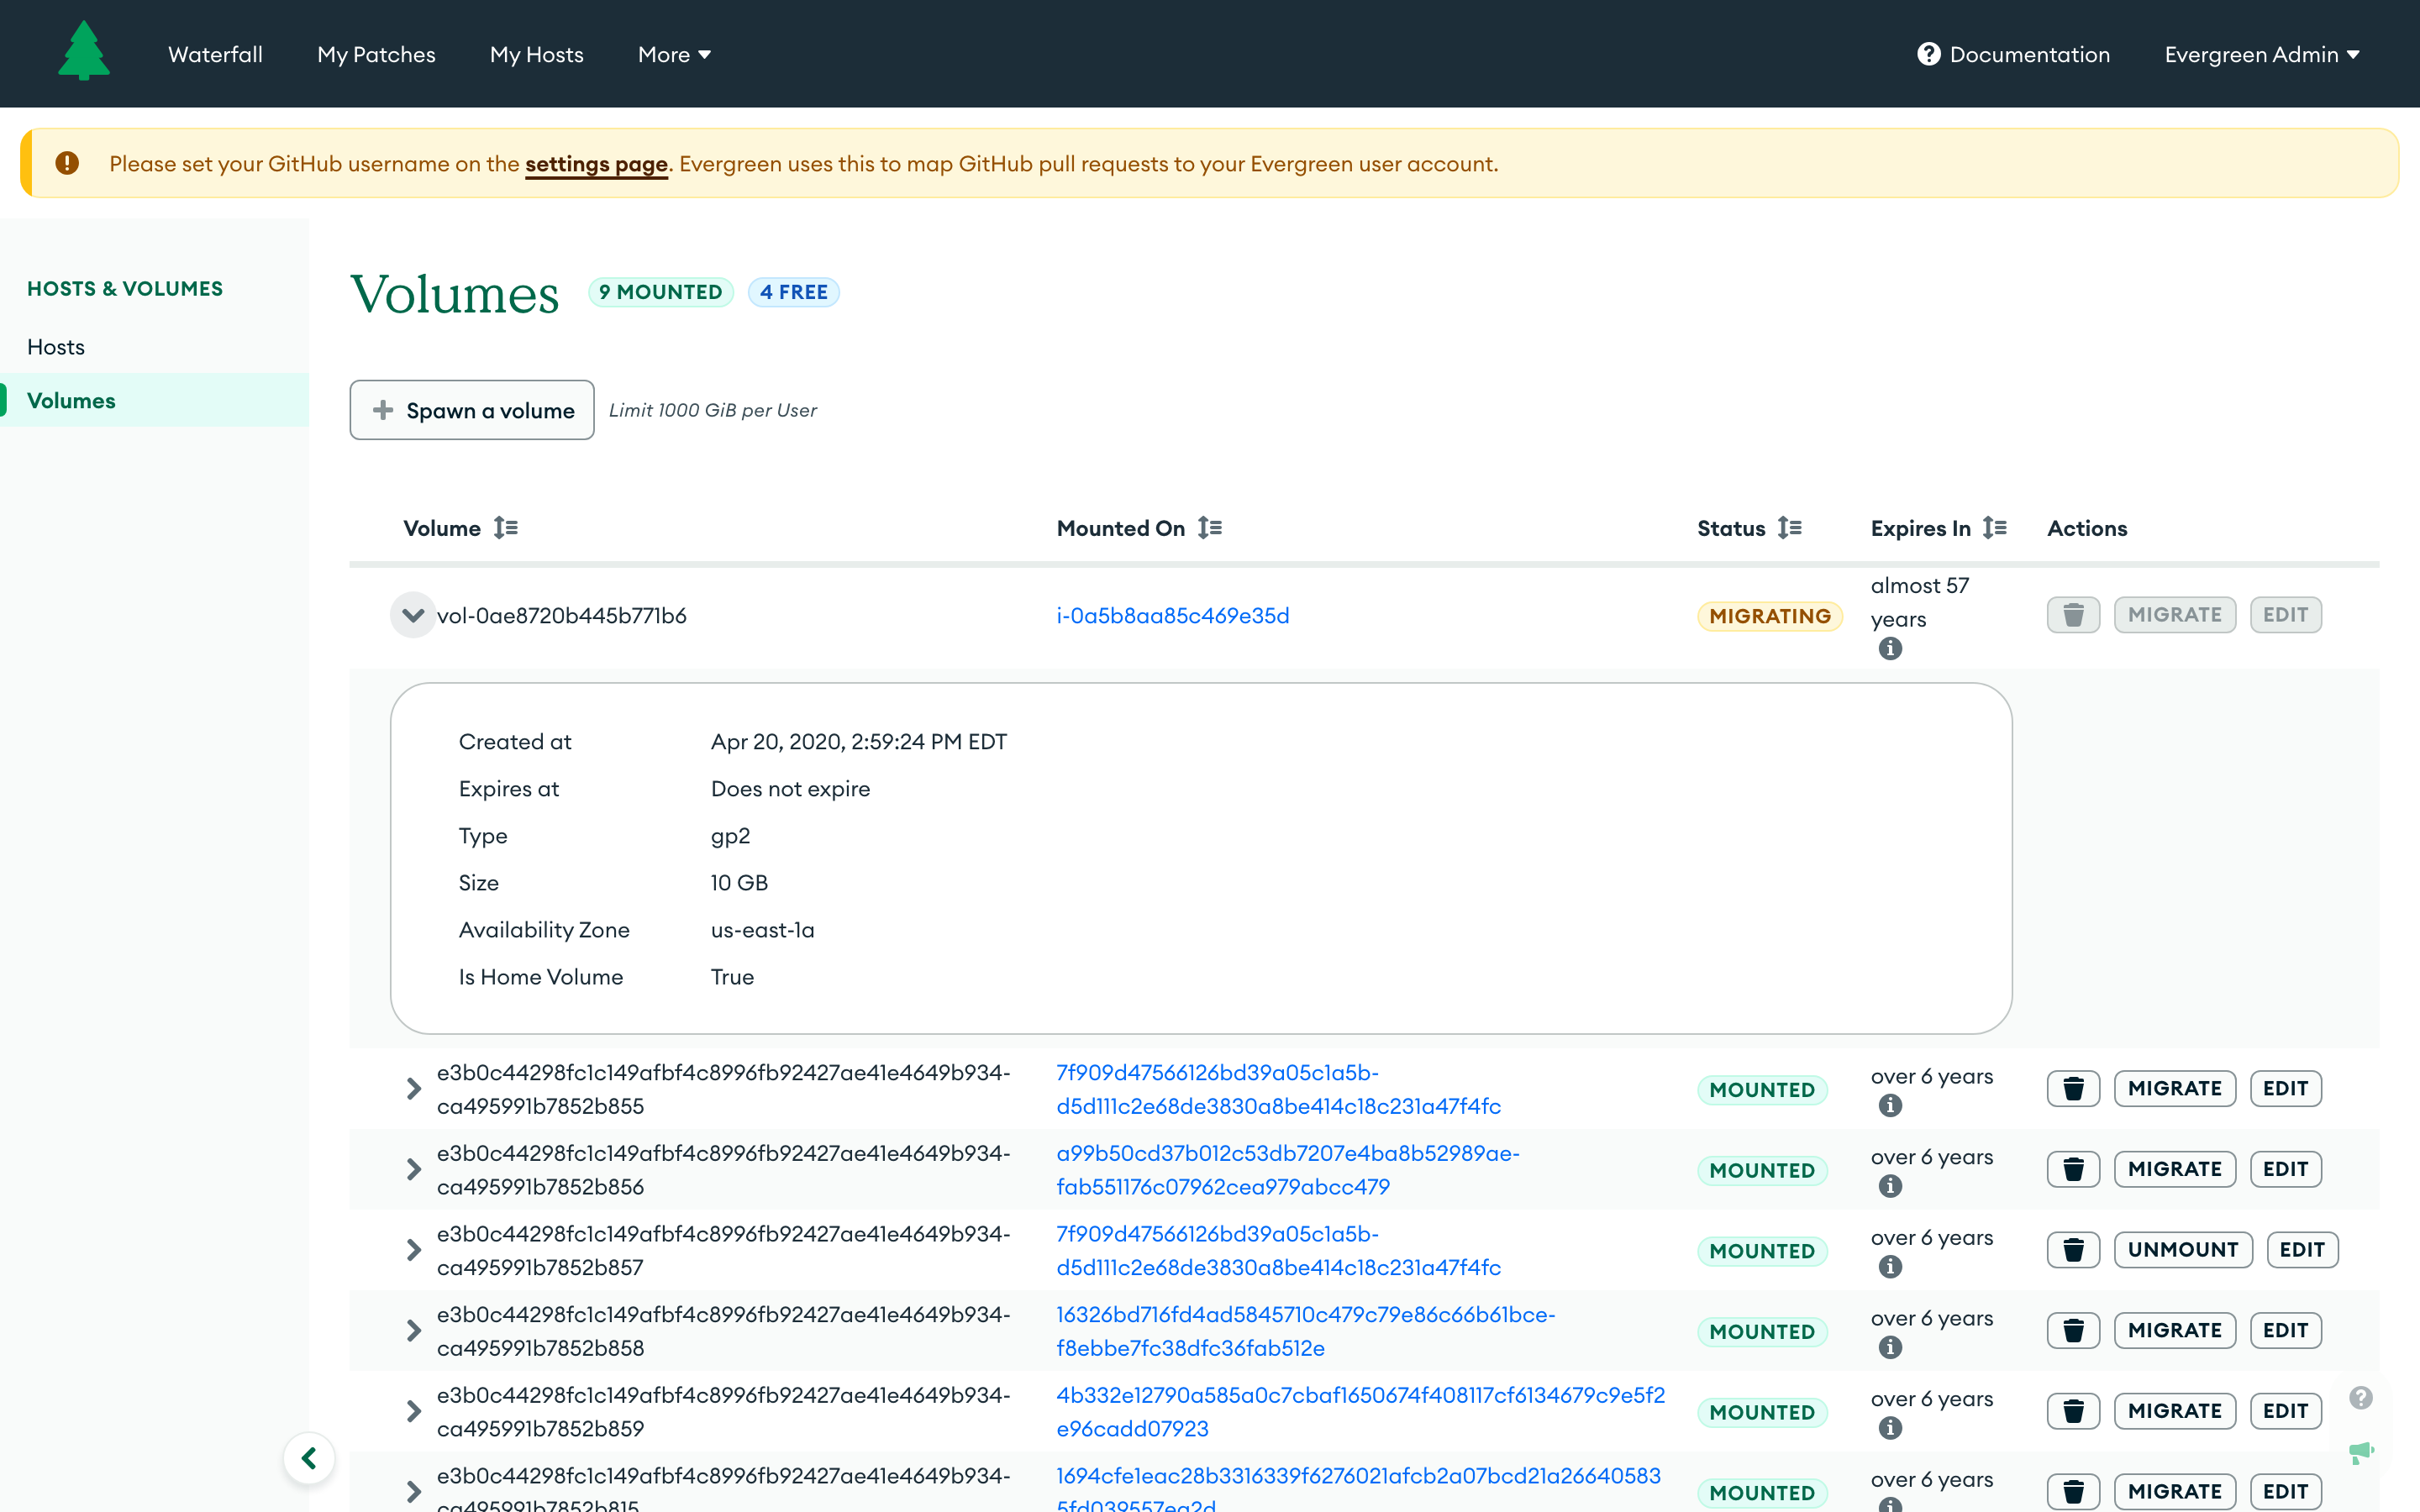 Waterfall My Patches My Hosts More Documentation Evergreen Admin
Please set your GitHub username on the settings page. Evergreen uses this to map GitHub pull requests to your Evergreen user account.
HOSTS & VOLUMES
Hosts
Volumes
Volumes 9 MOUNTED 4 FREE
Spawn a volume Limit 1000 GiB per User
Volume Mounted On Status Expires In Actions
vol-0ae8720b445b771b6 i-0a5b8aa85c469e35d MIGRATING almost 57 years MIGRATE EDIT
Created at Apr 20, 2020, 2:59:24 PM EDT
Expires at Does not expire
Type gp2
Size 10 GB
Availability Zone us-east-1a
Is Home Volume True
e3b0c44298fc1c149afbf4c8996fb92427ae41e4649b934- 7f909d47566126bd39a05c1a5b- MOUNTED over 6 years MIGRATE EDIT
ca495991b7852b855 d5d111c2e68de3830a8be414c18c231a47f4fc
e3b0c44298fc1c149afbf4c8996fb92427ae41e4649b934- a99b50cd37b012c53db7207e4ba8b52989ae- MOUNTED over 6 years MIGRATE EDIT
ca495991b7852b856 fab551176c07962cea979abcc479
e3b0c44298fc1c149afbf4c8996fb92427ae41e4649b934- 7f909d47566126bd39a05c1a5b- MOUNTED over 6 years UNMOUNT EDIT
ca495991b7852b857 d5d111c2e68de3830a8be414c18c231a47f4fc
e3b0c44298fc1c149afbf4c8996fb92427ae41e4649b934- 16326bd716fd4ad5845710c479c79e86c66b61bce- MOUNTED over 6 years MIGRATE EDIT
ca495991b7852b858 f8ebbe7fc38dfc36fab512e
e3b0c44298fc1c149afbf4c8996fb92427ae41e4649b934- 4b332e12790a585a0c7cbaf1650674f408117cf6134679c9e5f2 MOUNTED over 6 years MIGRATE EDIT
ca495991b7852b859 e96cadd07923
e3b0c44298fc1c149afbf4c8996fb92427ae41e4649b934- 1694cfe1eac28b3316339f6276021afcb2a07bcd21a26640583 MOUNTED over 6 years MIGRATE EDIT
ca495991b7852b815 5fd039557ea2d